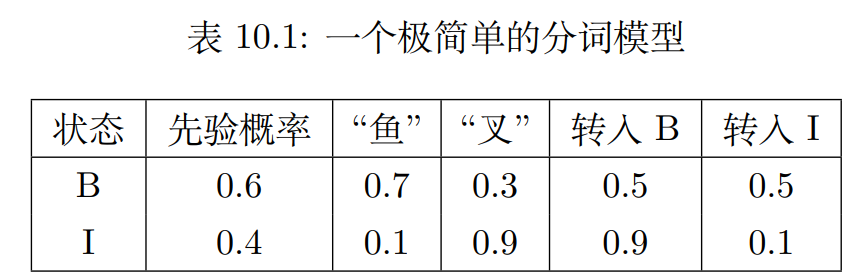 表 10.1: 一个极简单的分词模型
状态 先验概率 “鱼” “叉” 转入 B 转入 I
B 0.6 0.7 0.3 0.5 0.5
I 0.4 0.1 0.9 0.9 0.1